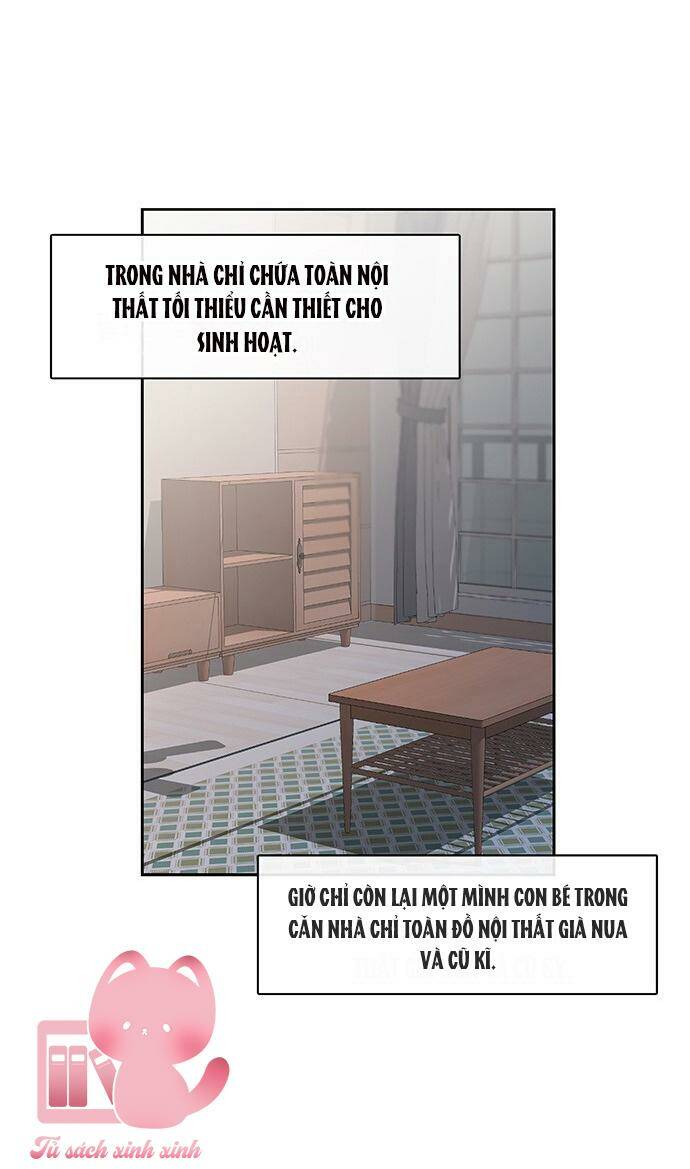 TRONG NHÀ CHỈ CHỨA TOÀN NỘI
THẤT TỐI THIỂU CẦN THIẾT CHO
SINH HOẠT.
GIỜ CHỈ CÒN LẠI MỘT MÌNH CON BÉ TRONG
CĂN NHÀ CHỈ TOÀN ĐỒ NỘI THẤT GIÀ NUA
VÀ CŨ KĨ.
Tủ sách xinh xinh